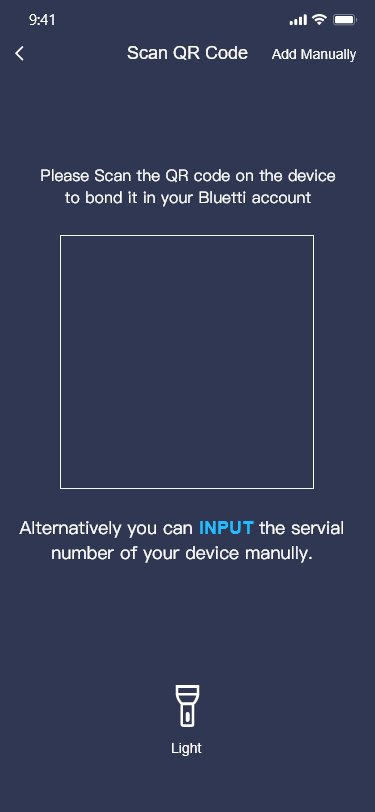 9:41
Scan QR Code
Add Manually
Please Scan the QR code on the device
to bond it in your Bluetti account
Alternatively you can INPUT the servial
number of your device manully.
Light